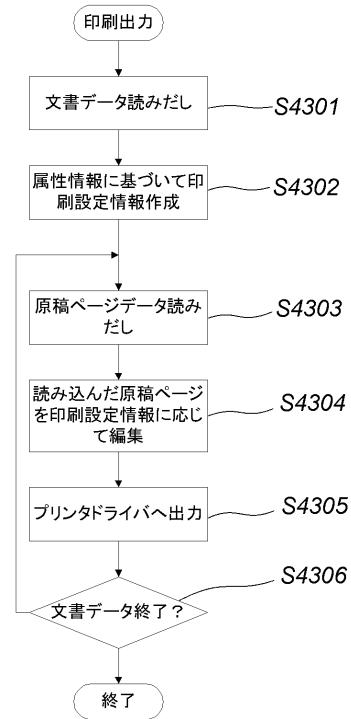 印刷出力
文書データ読みだし
S4301
属性情報に基づいて印
刷設定情報作成
S4302
原稿ページデータ読み
だし
S4303
読み込んだ原稿ページ
を印刷設定情報に応じ
て編集
S4304
プリンタドライバへ出力
S4305
文書データ終了？
S4306
終了